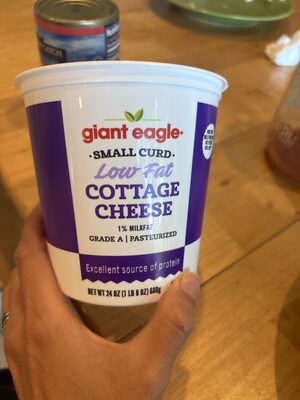 CATCH
giant eagle
·SMALL CURD·
Low Fat
COTTAGE
CHEESE
1% MILKFAT
GRADE A | PASTEURIZED
Excellent source of protein
NET WT 24 OZ (1 LB 8 OZ) 680g